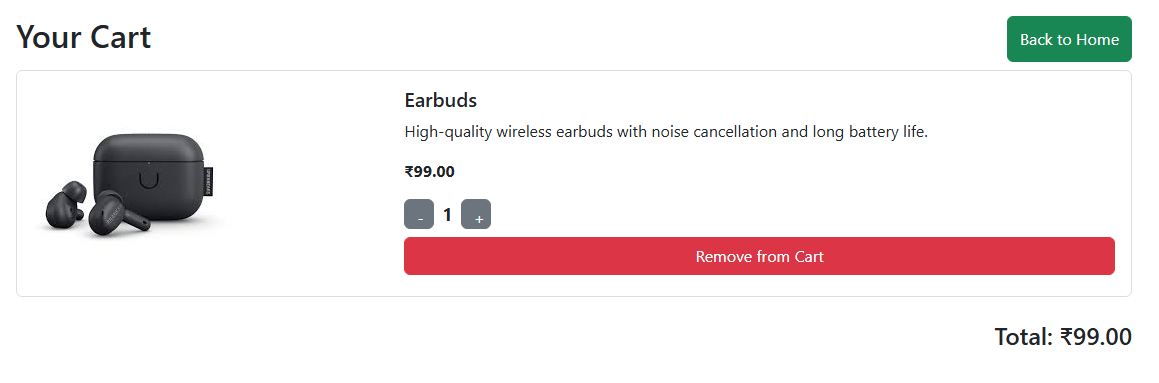 Your Cart
Back to Home
Earbuds
High-quality wireless earbuds with noise cancellation and long battery life.
₹99.00
- 1 +
Remove from Cart
Total: ₹99.00